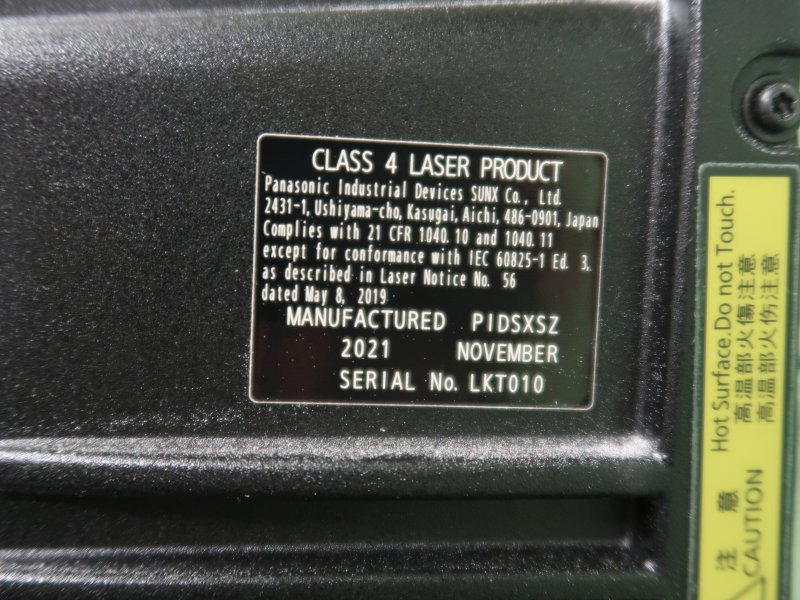 CLASS 4 LASER PRODUCT
Panasonic Industrial Devices SUNX Co., Ltd.
2431-1, Ushiyama-cho, Kasugai, Aichi, 486-0901, Japan
Complies with 21 CFR 1040.10 and 1040.11
except for conformance with IEC 60825-1 Ed. 3,
as described in Laser Notice No. 56
dated May 8, 2019
MANUFACTURED PIDSXSZ
2021 NOVEMBER
SERIAL No. LKT010
注 意
CAUTION
Hot Surface.Do not Touch.
高温部火傷注意
高温部火伤注意